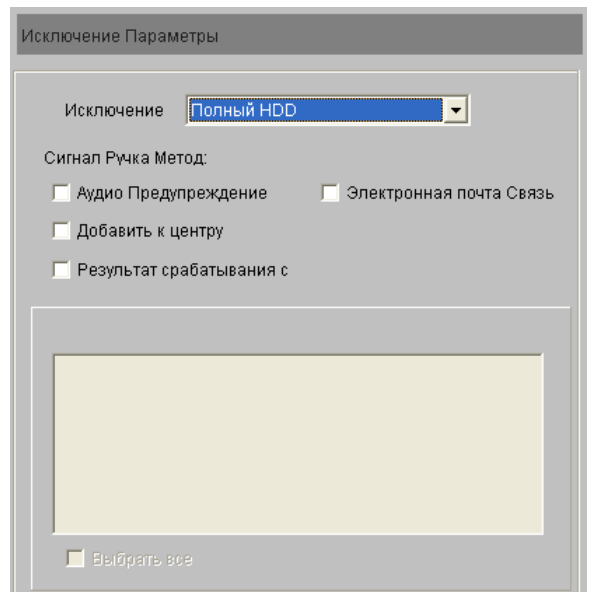 Исключение Параметры
Исключение Полный HDD
Сигнал Ручка Метод:
Аудио Предупреждение Электронная почта Связь
Добавить к центру
Результат срабатывания с
Выбрать все